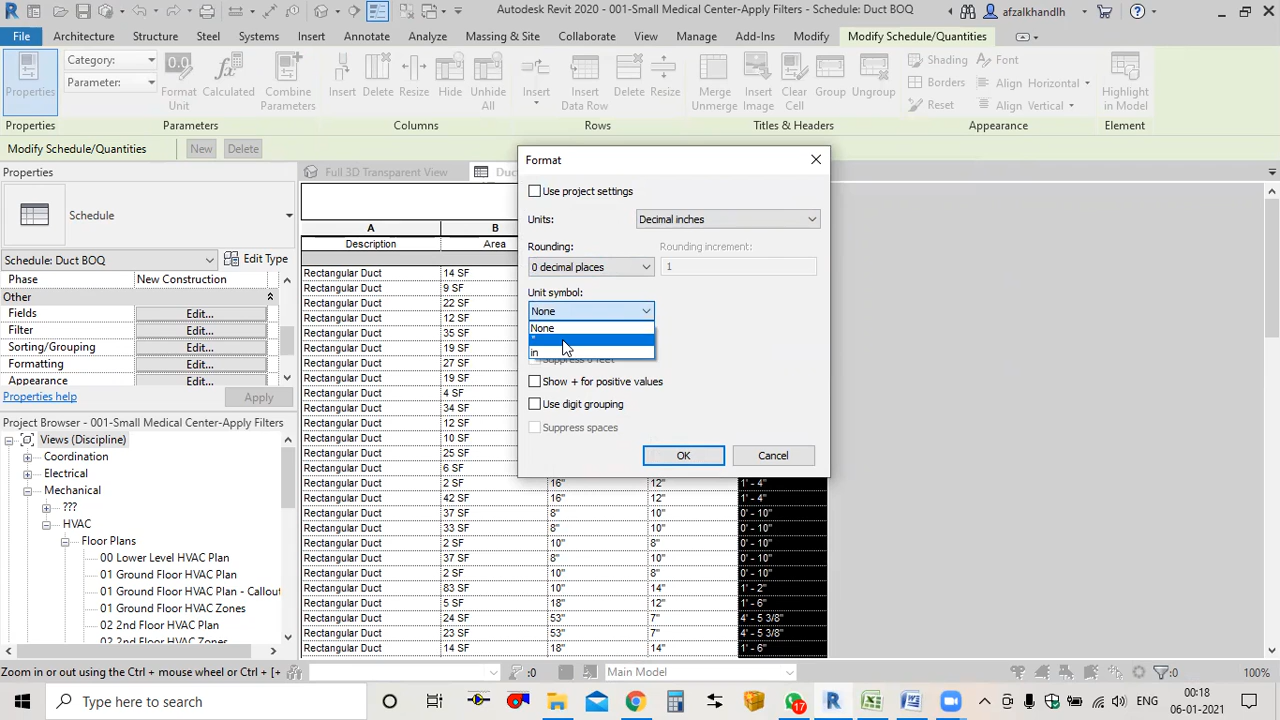 Autodesk Revit 2020 - 001-Small Medical Center-Apply Filters - Schedule: Duct BOQ
afzalkhandh
File
Architecture
Structure
Steel
Systems
Insert
Annotate
Analyze
Massing & Site
Collaborate
View
Manage
Add-Ins
Modify
Modify Schedule/Quantities
Properties
Category:
Parameter:
Format Unit
Calculated
Combine Parameters
Insert
Delete
Resize
Hide
Unhide All
Insert
Insert Data Row
Delete
Resize
Merge Unmerge
Insert Image
Clear Cell
Group
Ungroup
Shading
Borders
Reset
Font
Align Horizontal
Align Vertical
Highlight in Model
Properties
Parameters
Columns
Rows
Titles & Headers
Appearance
Element
Modify Schedule/Quantities
New
Delete
Properties
Full 3D Transparent View
Schedule
Schedule: Duct BOQ
Edit Type
Phase New Construction
Other
Fields Edit...
Filter Edit...
Sorting/Grouping Edit...
Formatting Edit...
Appearance Edit...
Properties help
Apply
Project Browser - 001-Small Medical Center-Apply Filters
Views (Discipline)
Coordination
Electrical
HVAC
Floor Plans
00 Lower Level HVAC Plan
01 Ground Floor HVAC Plan
01 Ground Floor HVAC Plan - Callout
01 Ground Floor HVAC Zones
A B
Description Area
Rectangular Duct 14 SF
Rectangular Duct 9 SF
Rectangular Duct 22 SF
Rectangular Duct 12 SF
Rectangular Duct 35 SF
Rectangular Duct 19 SF
Rectangular Duct 27 SF
Rectangular Duct 19 SF
Rectangular Duct 4 SF
Rectangular Duct 34 SF
Rectangular Duct 12 SF
Rectangular Duct 10 SF
Rectangular Duct 25 SF
Rectangular Duct 6 SF
Rectangular Duct 2 SF 16" 12" 1' - 4"
Rectangular Duct 42 SF 16" 12" 1' - 4"
Rectangular Duct 37 SF 8" 10" 0' - 10"
Rectangular Duct 33 SF 8" 10" 0' - 10"
Rectangular Duct 2 SF 10" 8" 0' - 10"
Rectangular Duct 37 SF 8" 10" 0' - 10"
Rectangular Duct 2 SF 10" 8" 0' - 10"
Rectangular Duct 83 SF 10" 14" 1' - 2"
Rectangular Duct 5 SF 18" 12" 1' - 6"
Rectangular Duct 24 SF 53" 7" 4' - 5 3/8"
Rectangular Duct 23 SF 53" 7" 4' - 5 3/8"
Rectangular Duct 14 SF 18" 14" 1' - 6"
Format
Use project settings
Units: Decimal inches
Rounding: Rounding increment:
0 decimal places 1
Unit symbol:
None
None
"
in
Show + for positive values
Use digit grouping
Suppress spaces
OK
Cancel
Zoom in or out using the Ctrl + mouse wheel or Ctrl + [+
:0
Main Model
:0
100%
Type here to search
17
ENG
00:18
06-01-2021